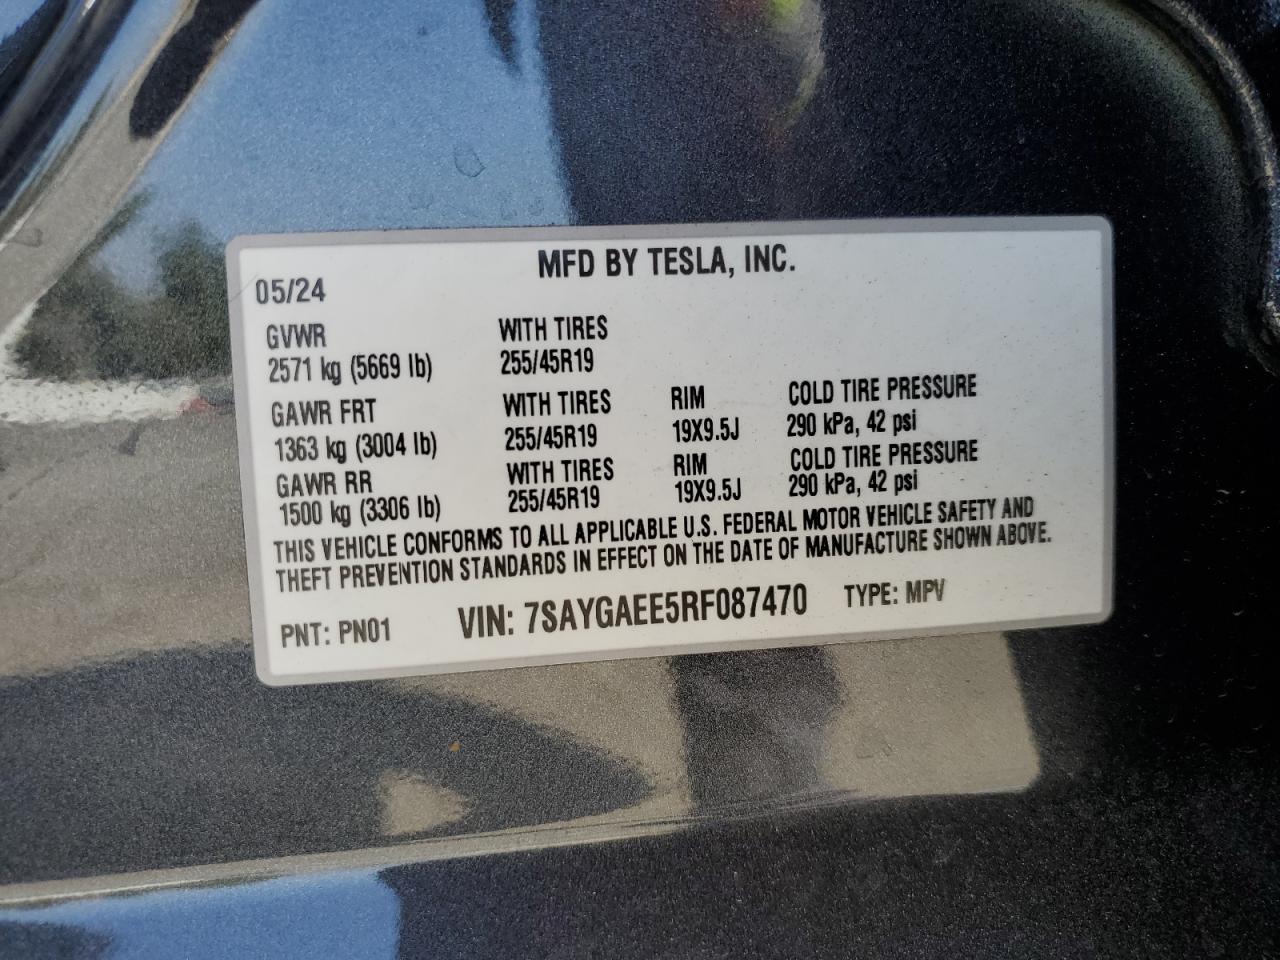 MFD BY TESLA, INC.
05/24
GVWR WITH TIRES
2571 kg (5669 lb) 255/45R19
GAWR FRT WITH TIRES RIM COLD TIRE PRESSURE
1363 kg (3004 lb) 255/45R19 19X9.5J 290 kPa, 42 psi
GAWR RR WITH TIRES RIM COLD TIRE PRESSURE
1500 kg (3306 lb) 255/45R19 19X9.5J 290 kPa, 42 psi
THIS VEHICLE CONFORMS TO ALL APPLICABLE U.S. FEDERAL MOTOR VEHICLE SAFETY AND
THEFT PREVENTION STANDARDS IN EFFECT ON THE DATE OF MANUFACTURE SHOWN ABOVE.
PNT: PN01 VIN: 7SAYGAEE5RF087470 TYPE: MPV